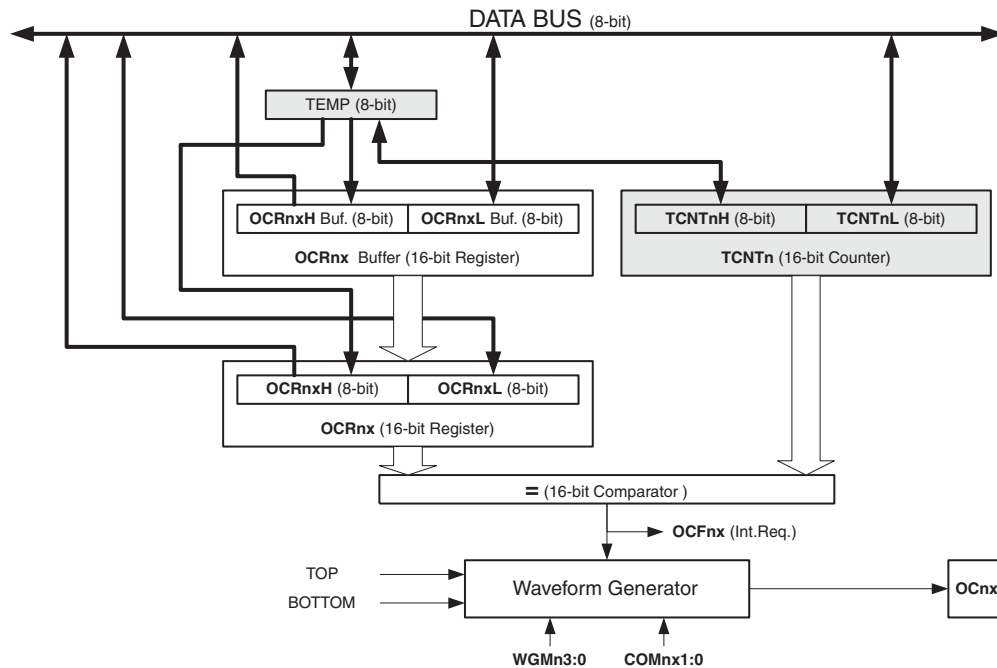 DATA BUS (8-bit)
TEMP (8-bit)
OCRnxH Buf. (8-bit) OCRnxL Buf. (8-bit)
OCRnx Buffer (16-bit Register)
TCNTnH (8-bit) TCNTnL (8-bit)
TCNTn (16-bit Counter)
OCRnxH (8-bit) OCRnxL (8-bit)
OCRnx (16-bit Register)
= (16-bit Comparator )
OCFnx (Int.Req.)
TOP
BOTTOM
Waveform Generator
OCnx
WGMn3:0 COMnx1:0